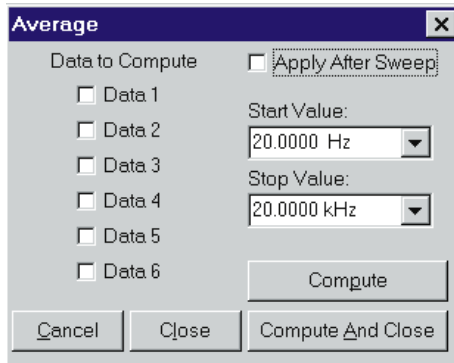 Average
Data to Compute
Data 1
Data 2
Data 3
Data 4
Data 5
Data 6
Apply After Sweep
Start Value:
20.0000 Hz
Stop Value:
20.0000 kHz
Compute
Cancel
Close
Compute And Close